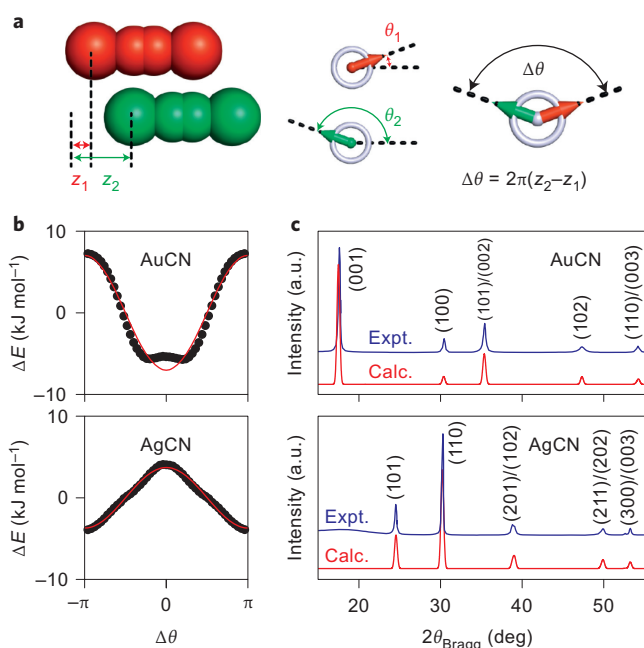 a
θ1
θ2
Δθ
z1
z2
Δθ = 2π(z2–z1)
b
10
0
–10
ΔE (kJ mol−1)
AuCN
10
0
–10
ΔE (kJ mol−1)
AgCN
–π
0
π
Δθ
c
Intensity (a.u.)
AuCN
(001)
(100)
(101)/(002)
(102)
(110)/(003)
Expt.
Calc.
Intensity (a.u.)
AgCN
(101)
(110)
(201)/(102)
(211)/(202)
(300)/(003)
Expt.
Calc.
20
30
40
50
2θBragg (deg)